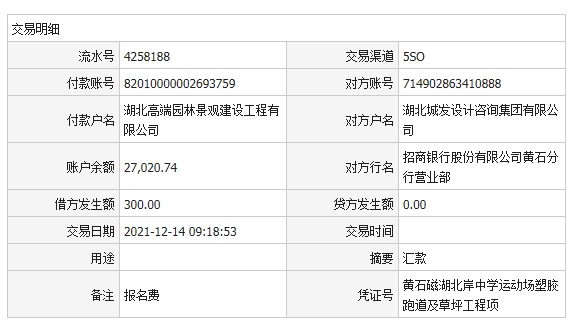 交易明细
流水号 4258188 交易渠道 5SO
付款账号 82010000002693759 对方账号 714902863410888
付款户名 湖北高端园林景观建设工程有限公司 对方户名 湖北城发设计咨询集团有限公司
账户余额 27,020.74 对方行名 招商银行股份有限公司黄石分行营业部
借方发生额 300.00 贷方发生额 0.00
交易日期 2021-12-14 09:18:53 交易时间
用途 摘要 汇款
备注 报名费 凭证号 黄石磁湖北岸中学运动场塑胶跑道及草坪工程项